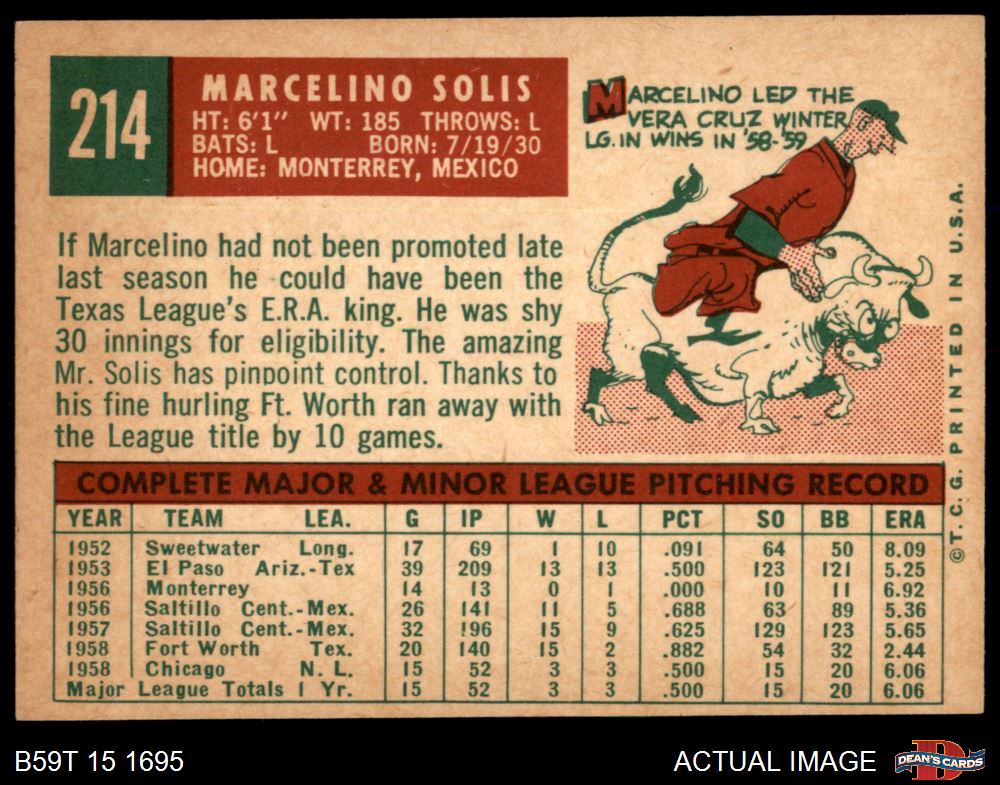 214
MARCELINO SOLIS
HT: 6'1" WT: 185 THROWS: L
BATS: L BORN: 7/19/30
HOME: MONTERREY, MEXICO
MARCELINO LED THE
VERA CRUZ WINTER
LG. IN WINS IN '58-'59
If Marcelino had not been promoted late
last season he could have been the
Texas League's E.R.A. king. He was shy
30 innings for eligibility. The amazing
Mr. Solis has pinpoint control. Thanks to
his fine hurling Ft. Worth ran away with
the League title by 10 games.
COMPLETE MAJOR & MINOR LEAGUE PITCHING RECORD
YEAR TEAM LEA. G IP W L PCT SO BB ERA
1952 Sweetwater Long. 17 69 1 10 .091 64 50 8.09
1953 El Paso Ariz.-Tex 39 209 13 13 .500 123 121 5.25
1956 Monterrey 14 13 0 1 .000 10 11 6.92
1956 Saltillo Cent.-Mex. 26 141 11 5 .688 63 89 5.36
1957 Saltillo Cent.-Mex. 32 196 15 9 .625 129 123 5.65
1958 Fort Worth Tex. 20 140 15 2 .882 54 32 2.44
1958 Chicago N. L. 15 52 3 3 .500 15 20 6.06
Major League Totals 1 Yr. 15 52 3 3 .500 15 20 6.06
©T. C. G. PRINTED IN U.S.A.
B59T 15 1695
ACTUAL IMAGE
D
DEAN'S CARDS